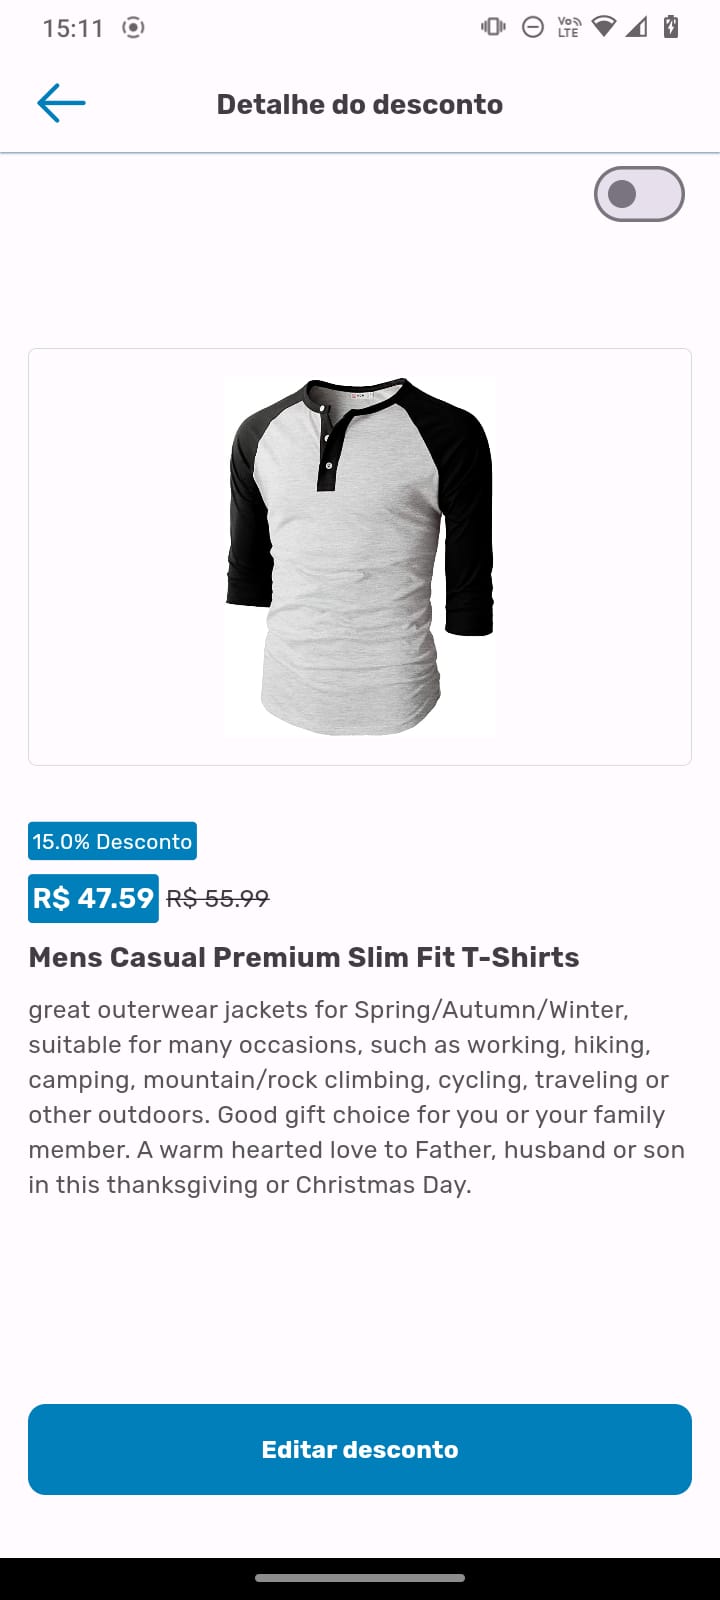 15:11
Vo)) LTE
Detalhe do desconto
15.0% Desconto
R$ 47.59 R$ 55.99
Mens Casual Premium Slim Fit T-Shirts
great outerwear jackets for Spring/Autumn/Winter,
suitable for many occasions, such as working, hiking,
camping, mountain/rock climbing, cycling, traveling or
other outdoors. Good gift choice for you or your family
member. A warm hearted love to Father, husband or son
in this thanksgiving or Christmas Day.
Editar desconto